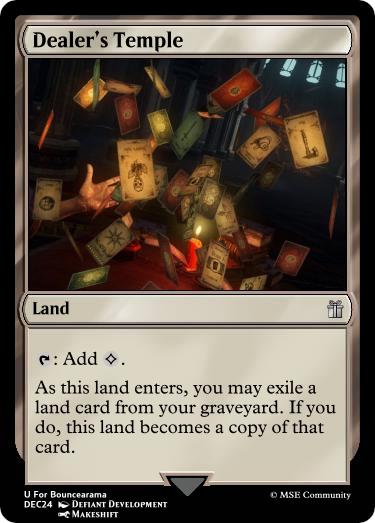 Dealer's Temple
Land
: Add .
As this land enters, you may exile a
land card from your graveyard. If you
do, this land becomes a copy of that
card.
U For Bouncearama
DEC24 Defiant Development
Makeshift
© MSE Community